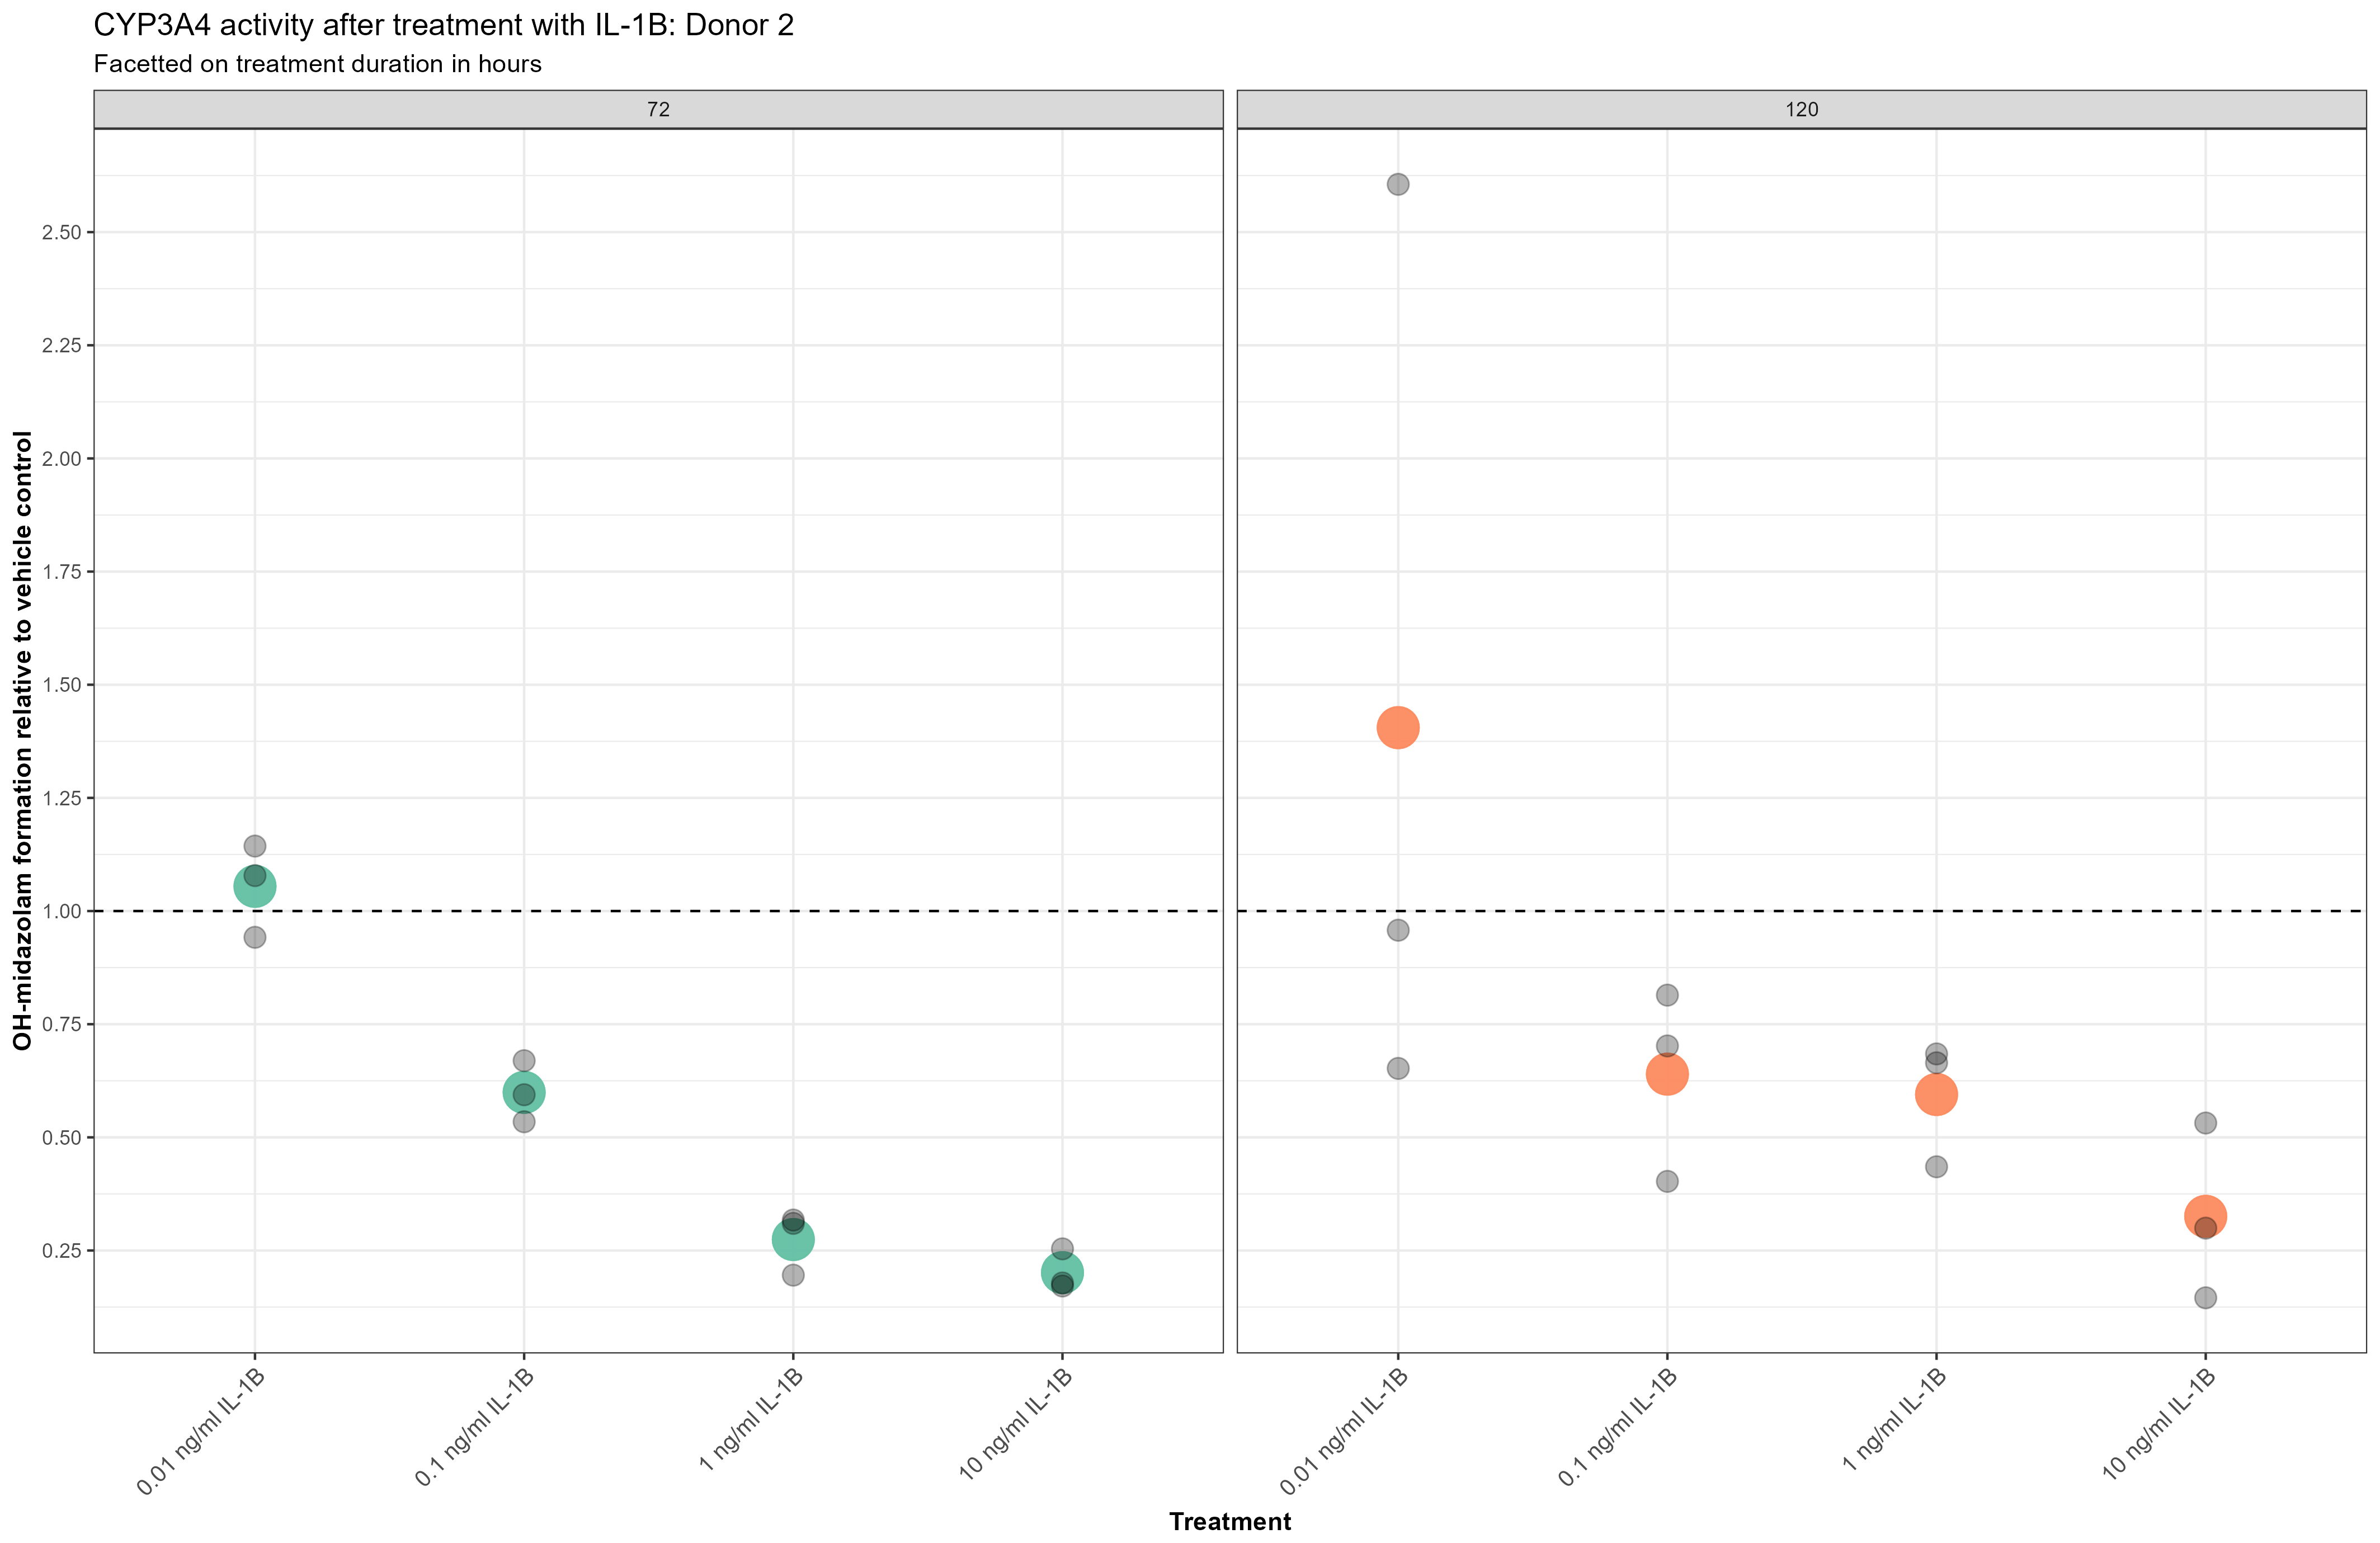 CYP3A4 activity after treatment with IL-1B: Donor 2
Facetted on treatment duration in hours
72
120
OH-midazolam formation relative to vehicle control
2.50
2.25
2.00
1.75
1.50
1.25
1.00
0.75
0.50
0.25
0.01 ng/ml IL-1B
0.1 ng/ml IL-1B
1 ng/ml IL-1B
10 ng/ml IL-1B
0.01 ng/ml IL-1B
0.1 ng/ml IL-1B
1 ng/ml IL-1B
10 ng/ml IL-1B
Treatment